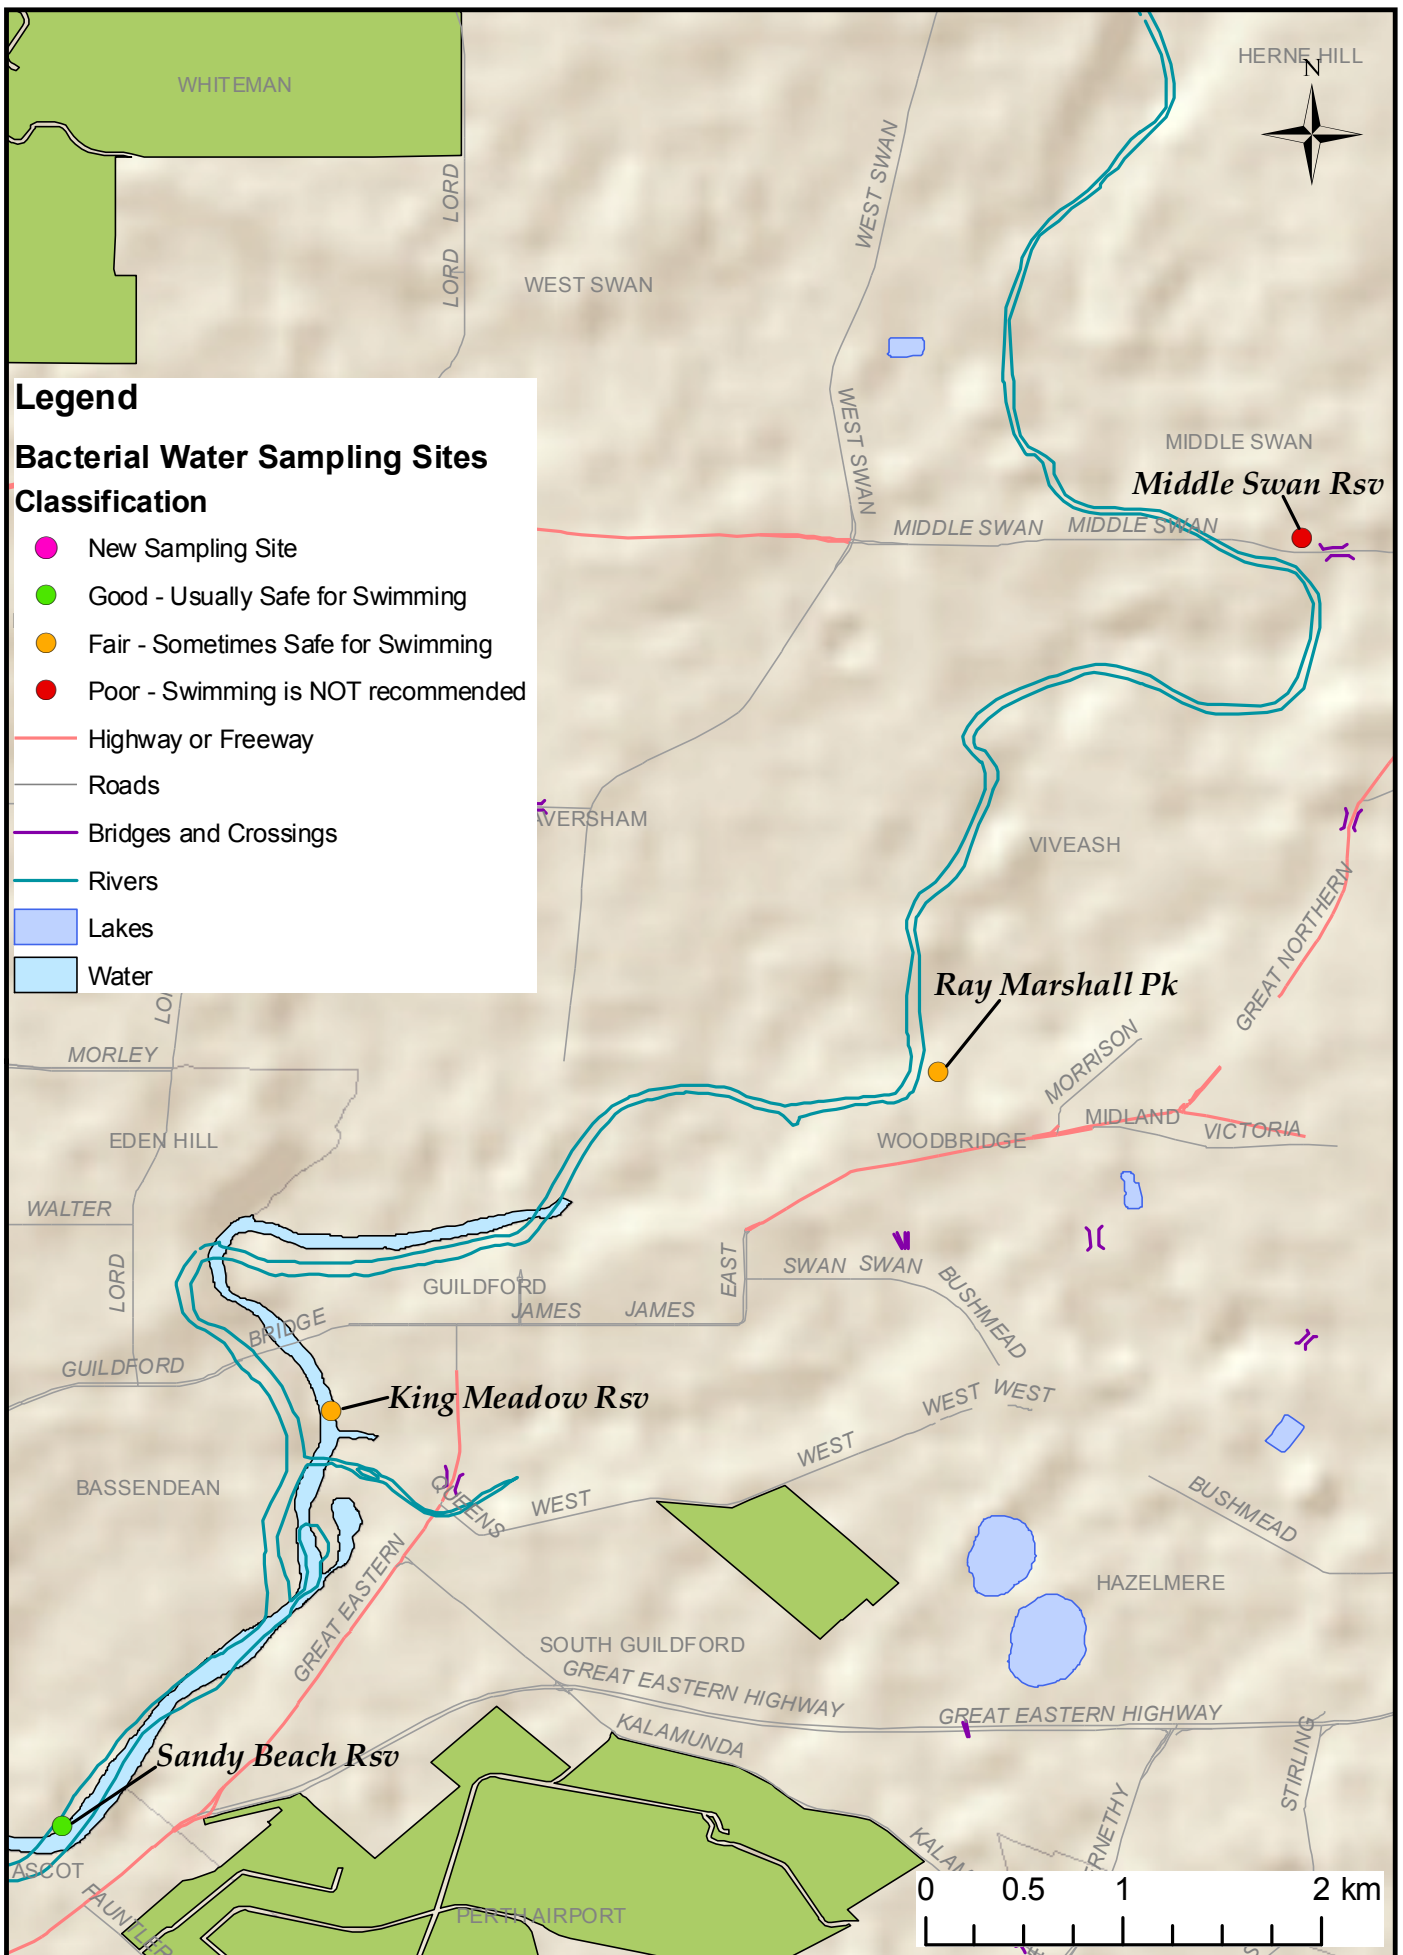 HERNE HILL
N
WHITEMAN
WEST SWAN
LORD
LORD
WEST SWAN
WEST SWAN
MIDDLE SWAN
Middle Swan Rsv
MIDDLE SWAN
MIDDLE SWAN
Legend
Bacterial Water Sampling Sites
Classification
New Sampling Site
Good - Usually Safe for Swimming
Fair - Sometimes Safe for Swimming
Poor - Swimming is NOT recommended
Highway or Freeway
Roads
Bridges and Crossings
Rivers
Lakes
Water
AVERSHAM
VIVEASH
GREAT NORTHERN
Ray Marshall Pk
LO
MORLEY
MORRISON
EDEN HILL
WOODBRIDGE
MIDLAND
VICTORIA
WALTER
LORD
GUILDFORD
EAST
SWAN
SWAN
BUSHMEAD
JAMES
JAMES
BRIDGE
GUILDFORD
King Meadow Rsv
WEST
WEST
WEST
BASSENDEAN
QUEENS
WEST
BUSHMEAD
GREAT EASTERN
HAZELMERE
SOUTH GUILDFORD
GREAT EASTERN HIGHWAY
GREAT EASTERN HIGHWAY
KALAMUNDA
STIRLING
Sandy Beach Rsv
ERNETHY
KALAM
ASCOT
FAUNTLER
PERTH AIRPORT
0 0.5 1 2 km